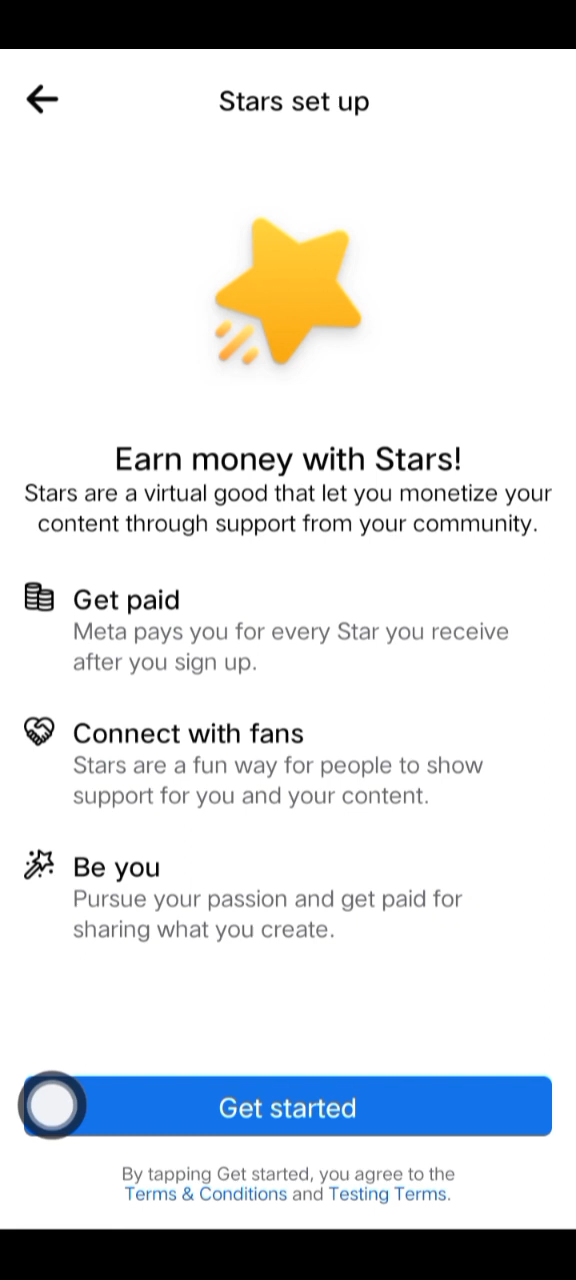 Stars set up
Earn money with Stars!
Stars are a virtual good that let you monetize your
content through support from your community.
Get paid
Meta pays you for every Star you receive
after you sign up.
Connect with fans
Stars are a fun way for people to show
support for you and your content.
Be you
Pursue your passion and get paid for
sharing what you create.
Get started
By tapping Get started, you agree to the
Terms & Conditions and Testing Terms.